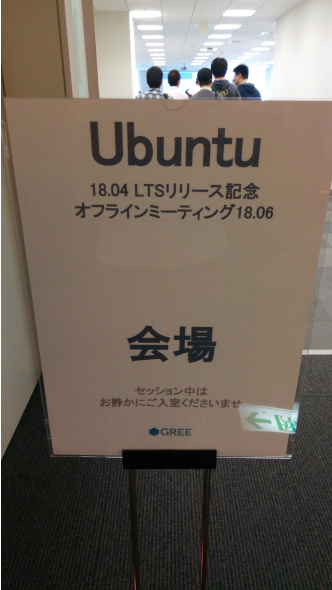 Ubuntu
18.04 LTSリリース記念
オフラインミーティング18.06
会場
セッション中は
お静かにご入室くださいませ
GREE